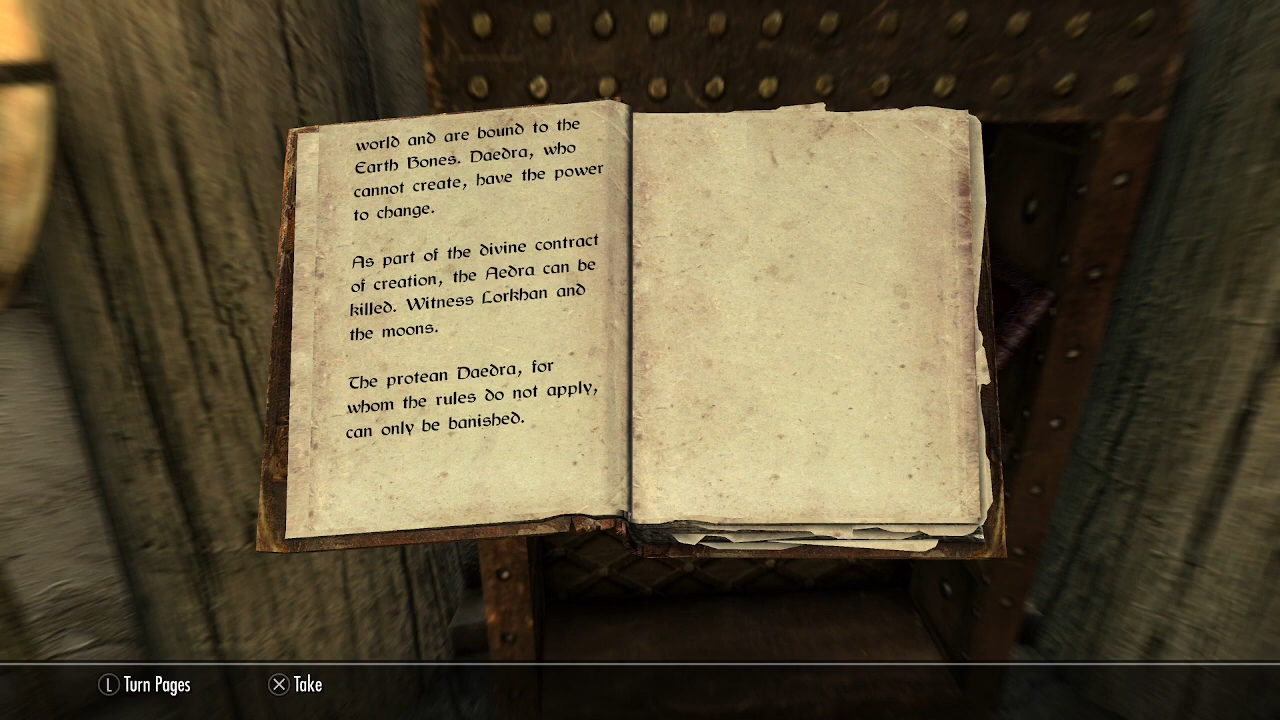 world and are bound to the
Earth Bones. Daedra, who
cannot create, have the power
to change.
As part of the divine contract
of creation, the Aedra can be
killed. Witness Lorkhan and
the moons.
The protean Daedra, for
whom the rules do not apply,
can only be banished.
L Turn Pages
X Take